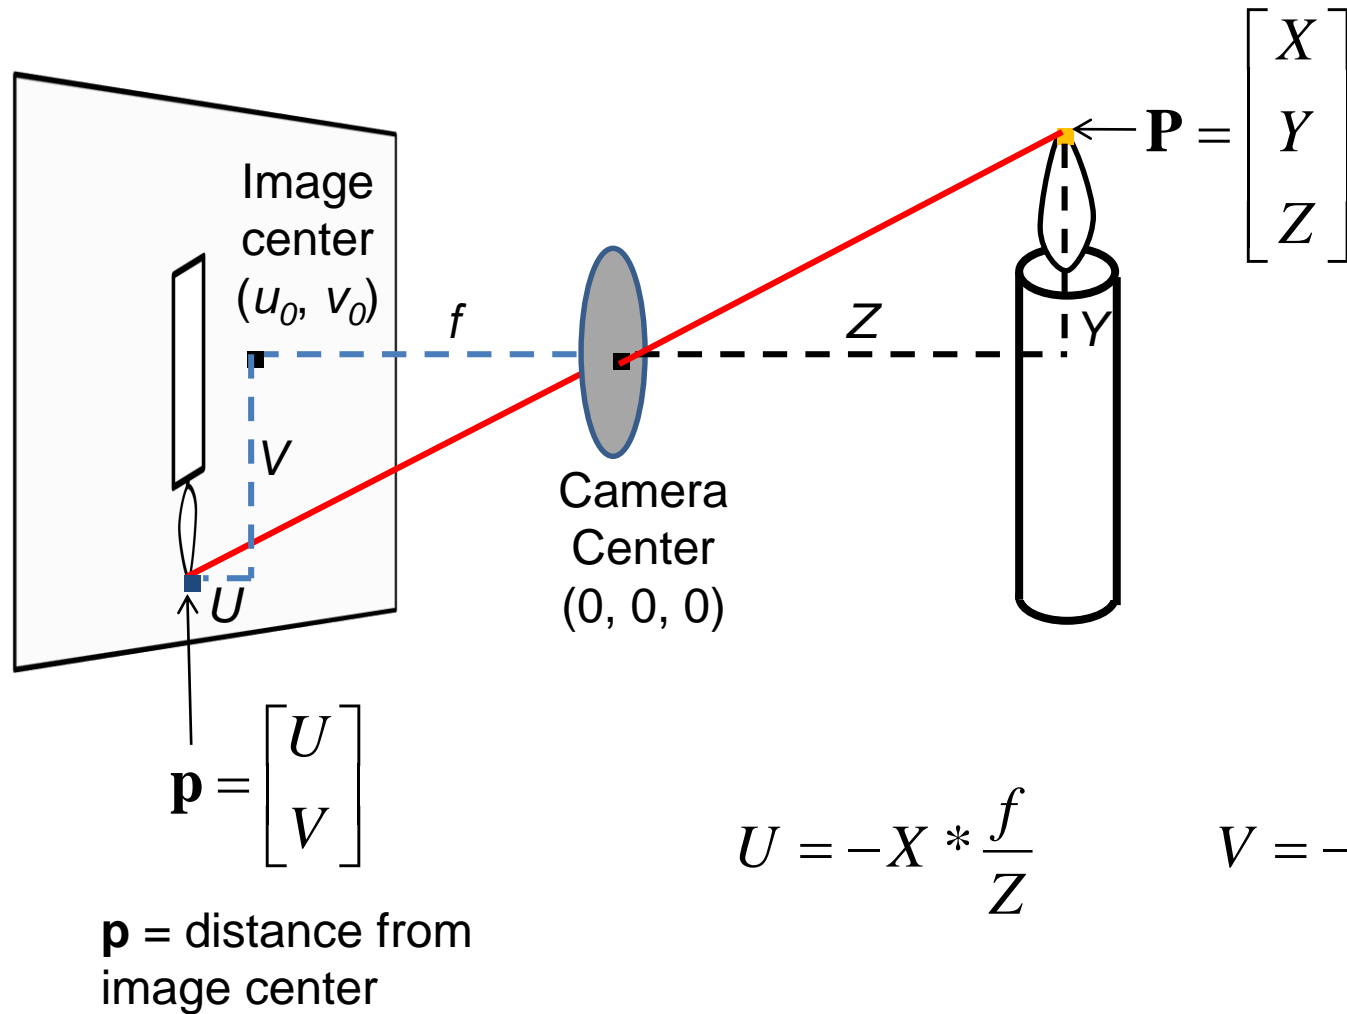 P = [X
Y
Z]
Image
center
(u₀, v₀)
f
Z
Y
V
U
Camera
Center
(0, 0, 0)
p = [U
V]
U = −X * f/Z
V = −
p = distance from
image center